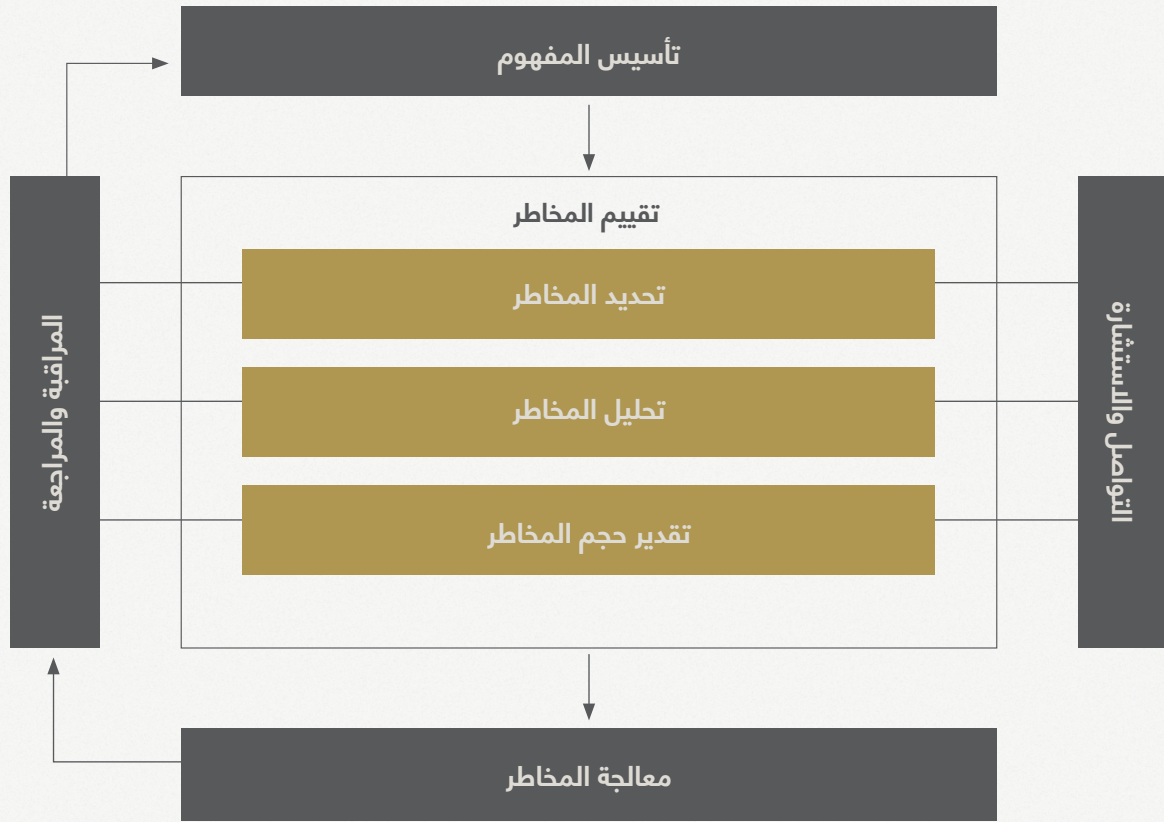 تأسيس المفهوم
تقييم المخاطر
تحديد المخاطر
تحليل المخاطر
تقدير حجم المخاطر
التواصل والاستشارة
المراقبة والمراجعة
معالجة المخاطر